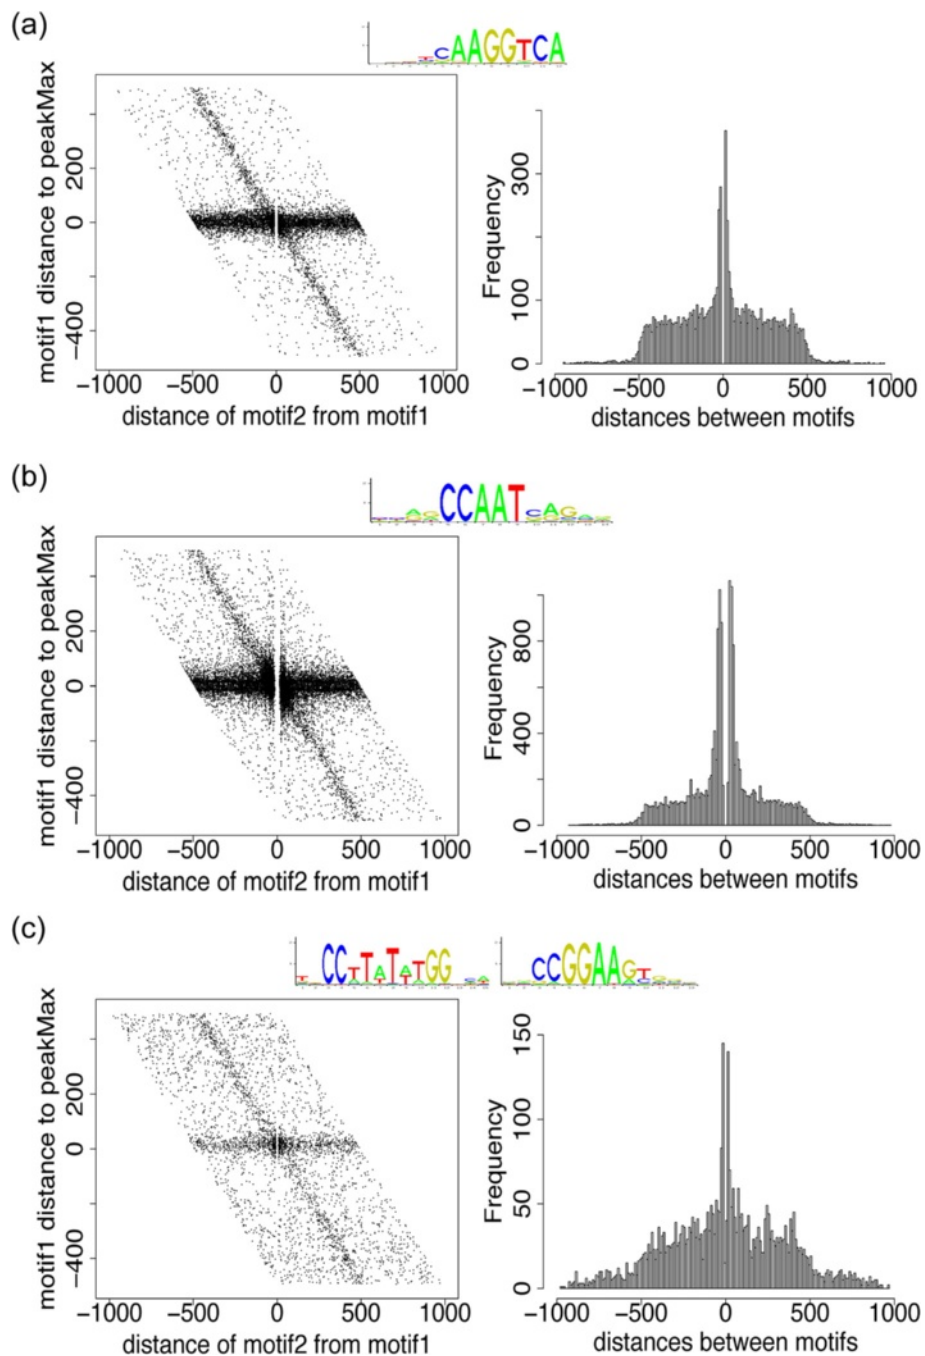 (a)
CAAGGTCA
motif1 distance to peakMax
200
0
−400
−1000 −500 0 500 1000
distance of motif2 from motif1
Frequency
300
100
0
−1000 −500 0 500 1000
distances between motifs
(b)
CCAAT CAG
motif1 distance to peakMax
200
0
−400
−1000 −500 0 500 1000
distance of motif2 from motif1
Frequency
800
400
0
−1000 −500 0 500 1000
distances between motifs
(c)
CCTTATATGG CCGGAAGT
motif1 distance to peakMax
200
0
−400
−1000 −500 0 500 1000
distance of motif2 from motif1
Frequency
150
100
50
0
−1000 −500 0 500 1000
distances between motifs